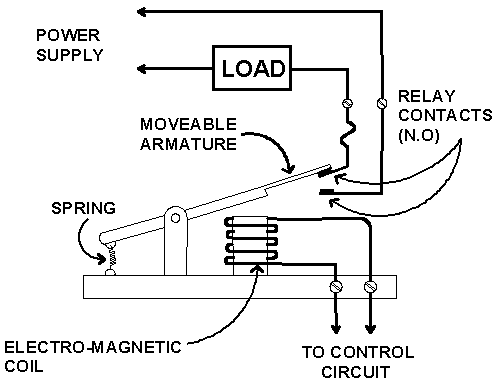 POWER
SUPPLY
LOAD
RELAY
CONTACTS
(N.O)
MOVEABLE
ARMATURE
SPRING
ELECTRO-MAGNETIC
COIL
TO CONTROL
CIRCUIT